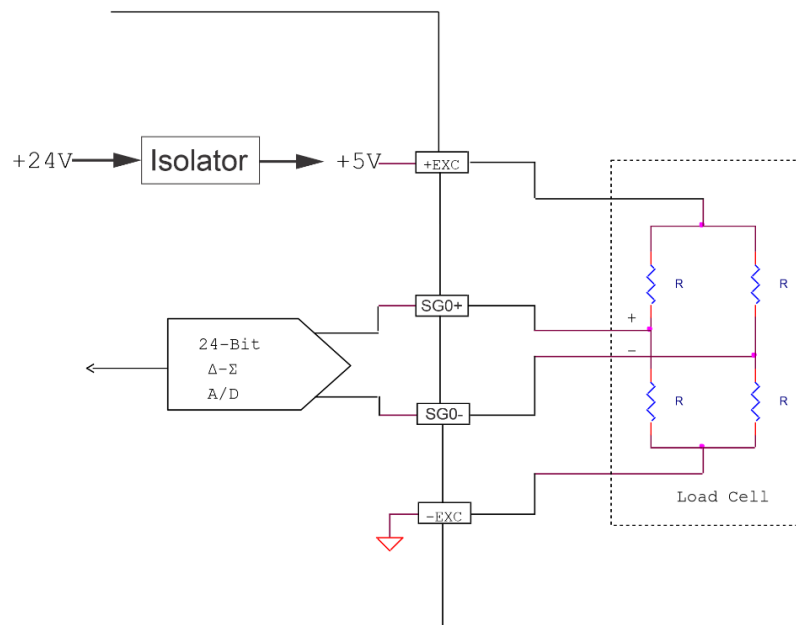 +24V
Isolator
+5V
+EXC
SG0+
24-Bit
Δ-Σ
A/D
SG0-
-EXC
R
R
+
-
R
R
Load Cell